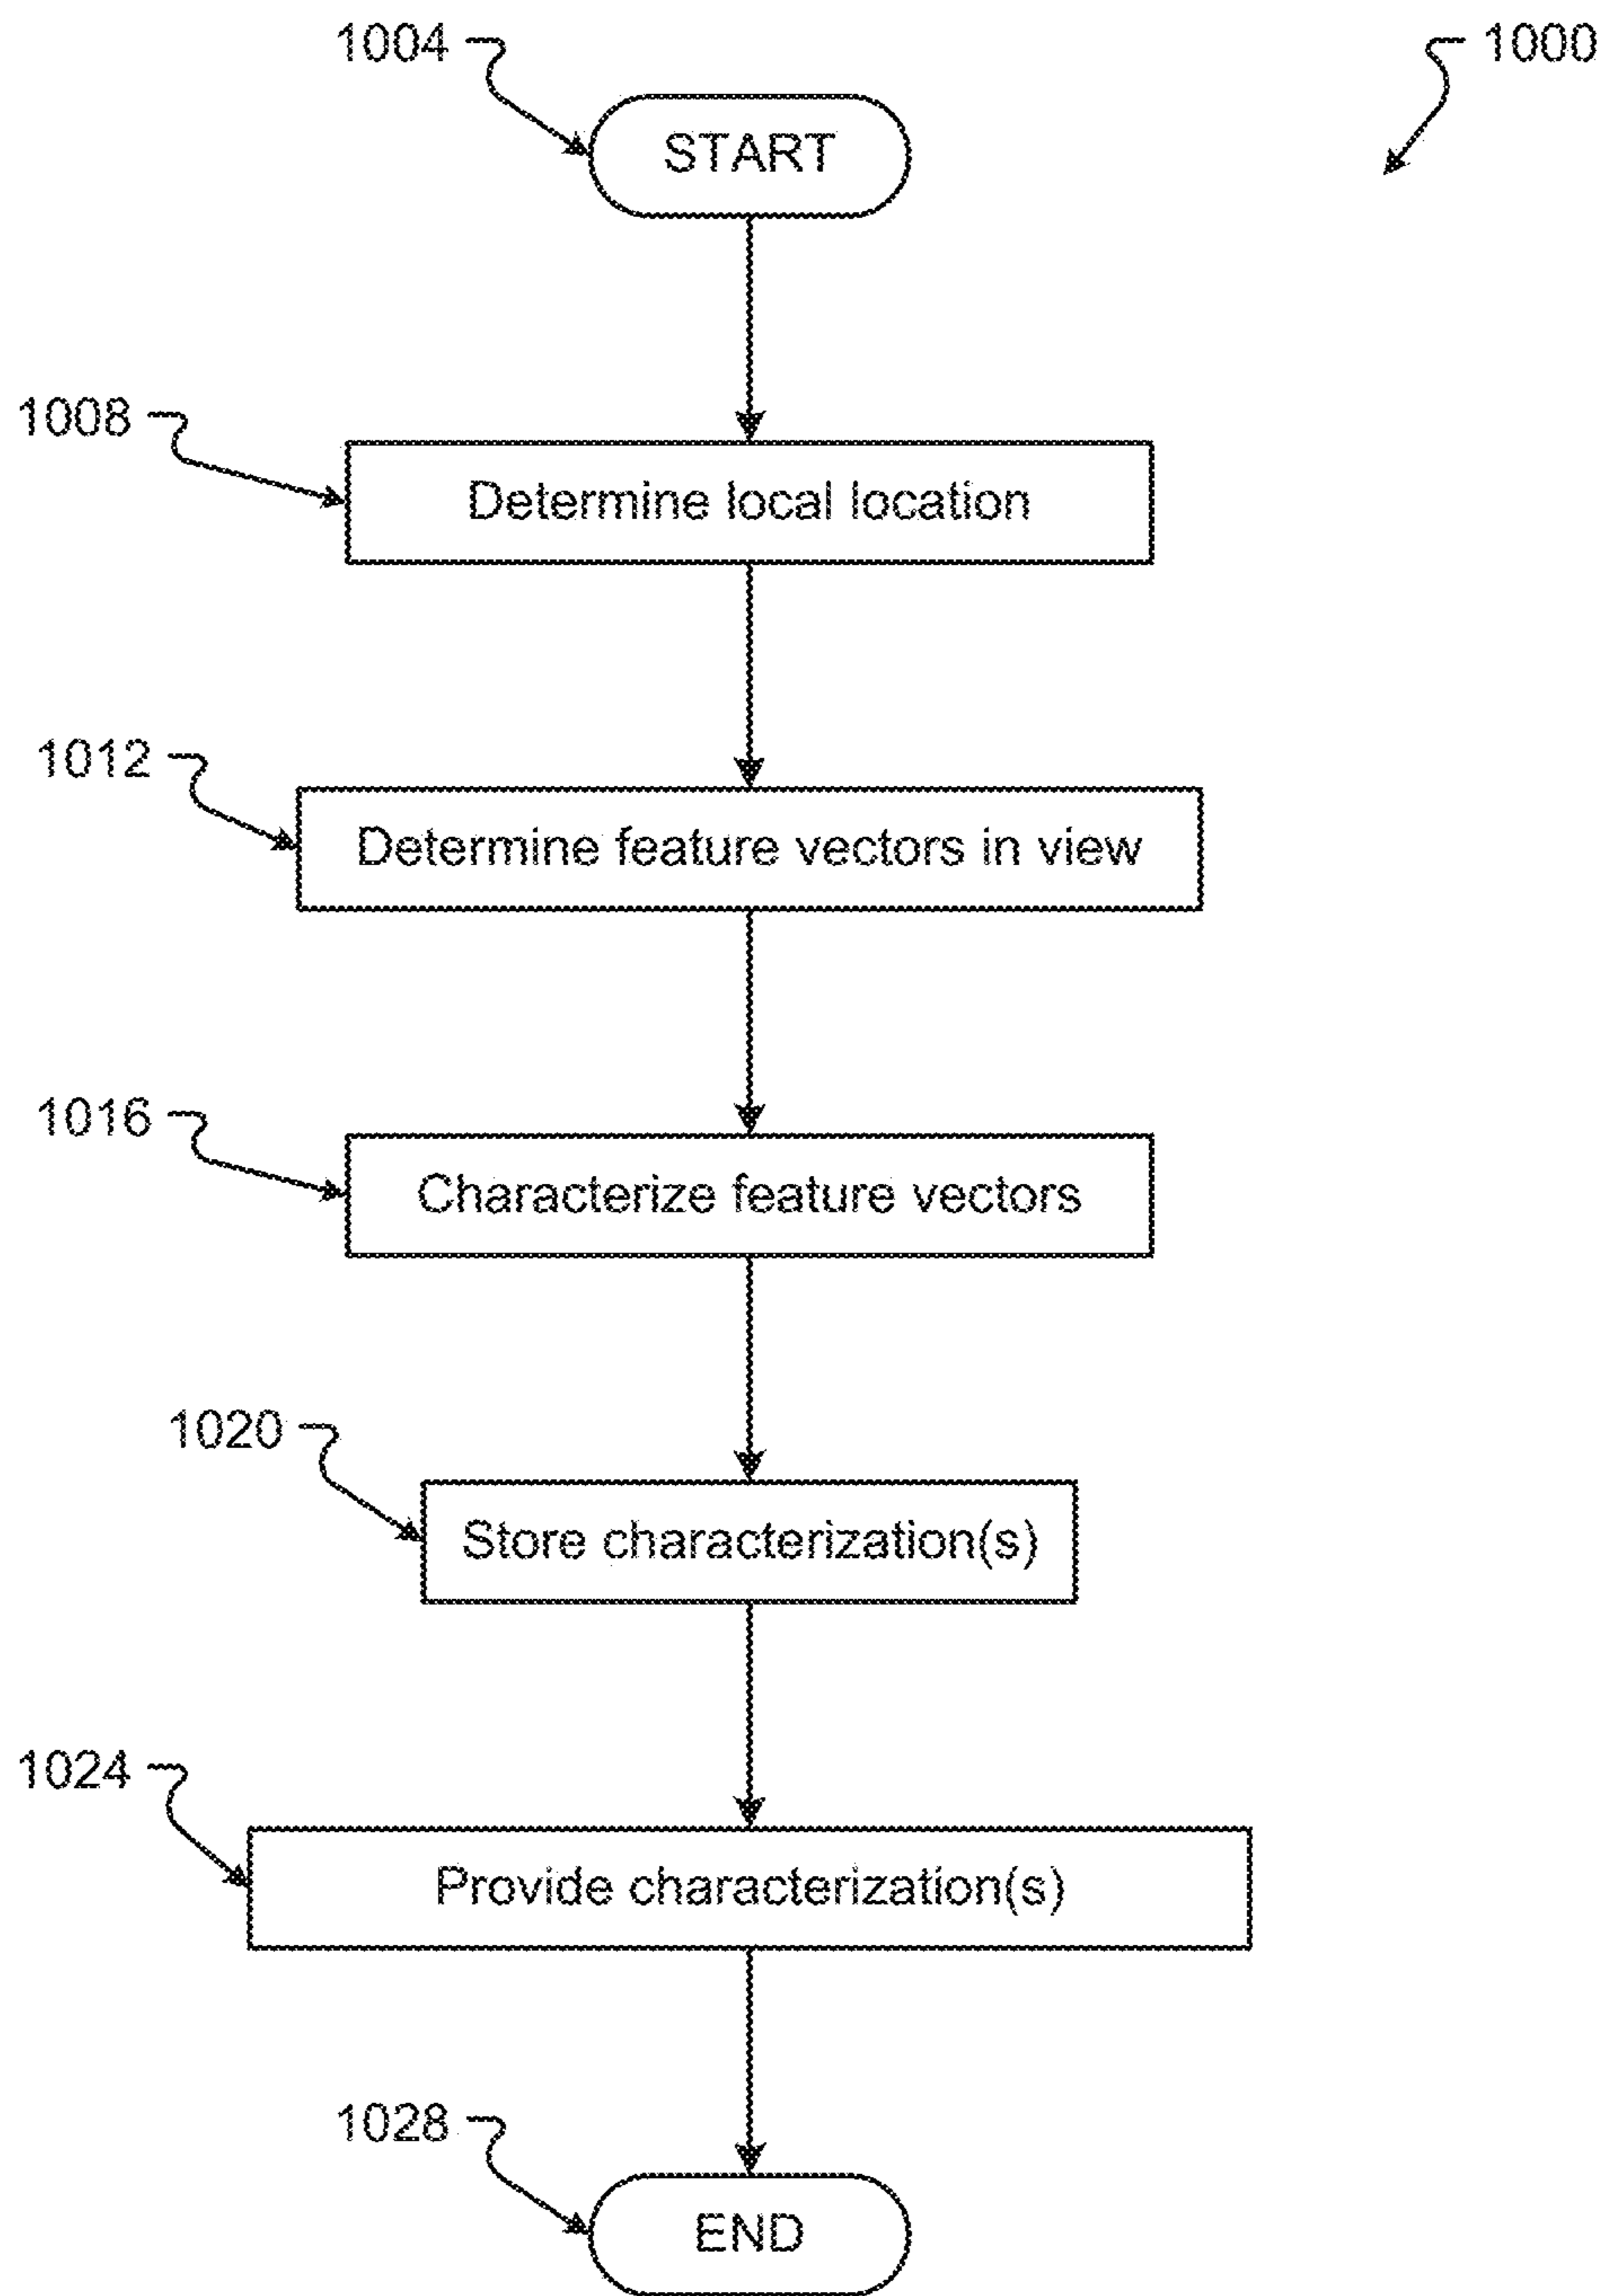 1004
1000
START
1008
Determine local location
1012
Determine feature vectors in view
1016
Characterize feature vectors
1020
Store characterization(s)
1024
Provide characterization(s)
1028
END